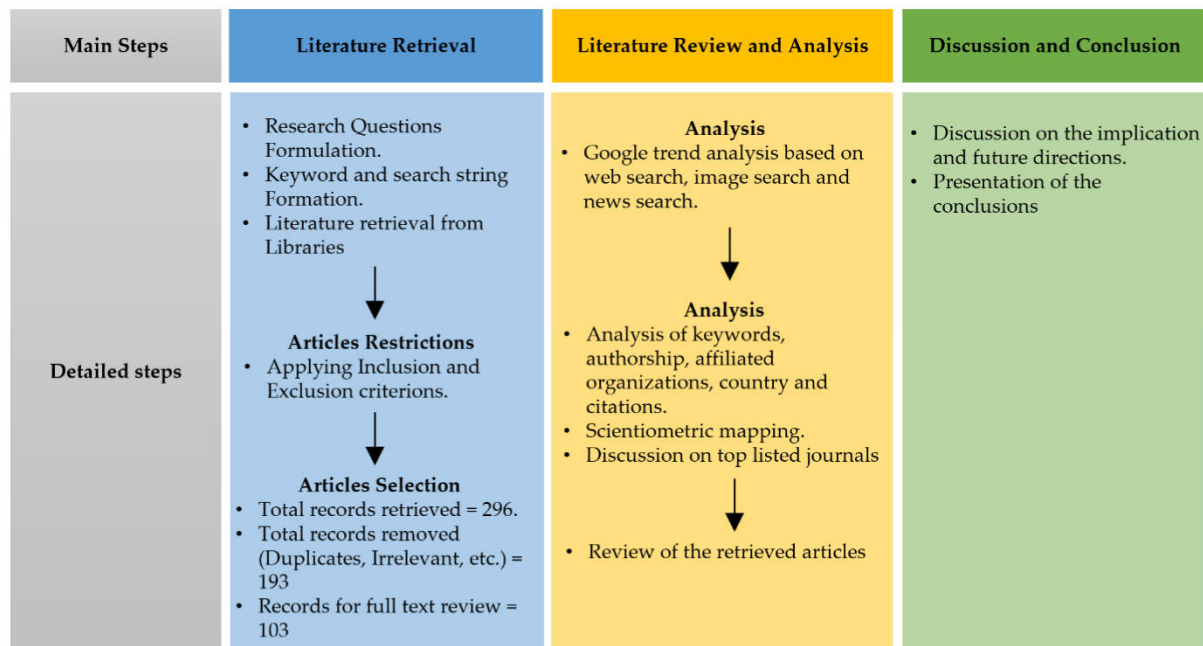 Main Steps
Literature Retrieval
Literature Review and Analysis
Discussion and Conclusion
Detailed steps
• Research Questions
Formulation.
• Keyword and search string
Formation.
• Literature retrieval from
Libraries
Articles Restrictions
• Applying Inclusion and
Exclusion criterions.
Articles Selection
• Total records retrieved = 296.
• Total records removed
(Duplicates, Irrelevant, etc.) =
193
• Records for full text review =
103
Analysis
• Google trend analysis based on
web search, image search and
news search.
Analysis
• Analysis of keywords,
authorship, affiliated
organizations, country and
citations.
• Scientiometric mapping.
• Discussion on top listed journals
• Review of the retrieved articles
• Discussion on the implication
and future directions.
• Presentation of the
conclusions